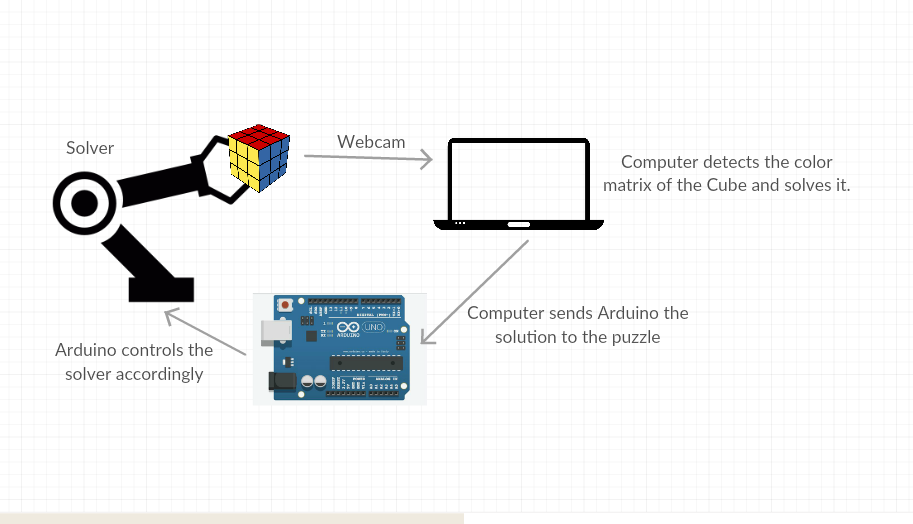 Solver
Webcam
Computer detects the color
matrix of the Cube and solves it.
Computer sends Arduino the
solution to the puzzle
UNO
ARDUINO
Arduino controls the
solver accordingly